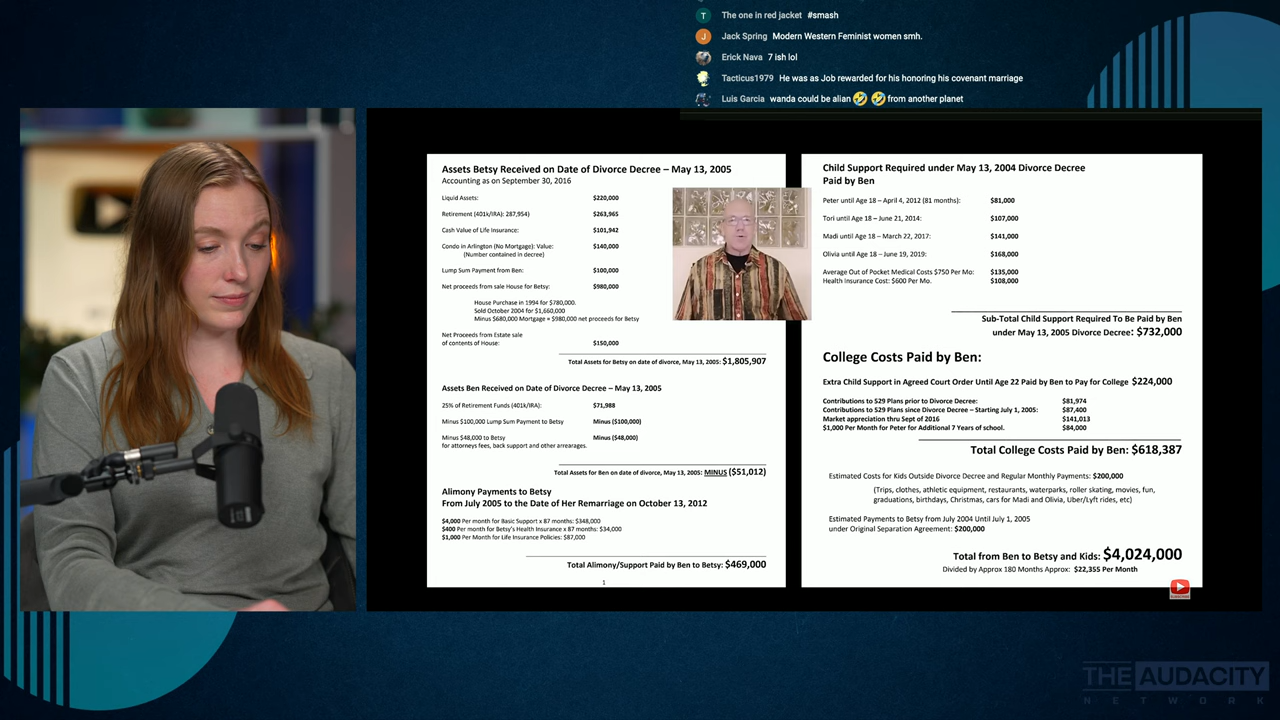 T The one in red jacket #smash
J Jack Spring Modern Western Feminist women smh.
Erick Nava 7 ish lol
Tacticus1979 He was as Job rewarded for his honoring his covenant marriage
Luis Garcia wanda could be alian 🤣 🤣 from another planet
Assets Betsy Received on Date of Divorce Decree – May 13, 2005
Accounting as on September 30, 2016
Liquid Assets: $220,000
Retirement (401k/IRA): 287,954) $263,965
Cash Value of Life Insurance: $101,942
Condo in Arlington (No Mortgage): Value: $140,000
(Number contained in decree)
Lump Sum Payment from Ben: $100,000
Net proceeds from sale House for Betsy: $980,000
House Purchase in 1994 for $780,000.
Sold October 2004 for $1,660,000
Minus $680,000 Mortgage = $980,000 net proceeds for Betsy
Net Proceeds from Estate sale
of contents of House: $150,000
Total Assets for Betsy on date of divorce, May 13, 2005: $1,805,907
Assets Ben Received on Date of Divorce Decree – May 13, 2005
25% of Retirement Funds (401k/IRA): $71,988
Minus $100,000 Lump Sum Payment to Betsy Minus ($100,000)
Minus $48,000 to Betsy Minus ($48,000)
for attorneys fees, back support and other arrearages.
Total Assets for Ben on date of divorce, May 13, 2005: MINUS ($51,012)
Alimony Payments to Betsy
From July 2005 to the Date of Her Remarriage on October 13, 2012
$4,000 Per month for Basic Support x 87 months: $348,000
$400 Per month for Betsy's Health Insurance x 87 months: $34,000
$1,000 Per Month for Life Insurance Policies: $87,000
Total Alimony/Support Paid by Ben to Betsy: $469,000
1
Child Support Required under May 13, 2004 Divorce Decree
Paid by Ben
Peter until Age 18 – April 4, 2012 (81 months): $81,000
Tori until Age 18 – June 21, 2014: $107,000
Madi until Age 18 – March 22, 2017: $141,000
Olivia until Age 18 – June 19, 2019: $168,000
Average Out of Pocket Medical Costs $750 Per Mo: $135,000
Health Insurance Cost: $600 Per Mo. $108,000
Sub-Total Child Support Required To Be Paid by Ben
under May 13, 2005 Divorce Decree: $732,000
College Costs Paid by Ben:
Extra Child Support in Agreed Court Order Until Age 22 Paid by Ben to Pay for College $224,000
Contributions to 529 Plans prior to Divorce Decree: $81,974
Contributions to 529 Plans since Divorce Decree – Starting July 1, 2005: $87,400
Market appreciation thru Sept of 2016 $141,013
$1,000 Per Month for Peter for Additional 7 Years of school. $84,000
Total College Costs Paid by Ben: $618,387
Estimated Costs for Kids Outside Divorce Decree and Regular Monthly Payments: $200,000
(Trips, clothes, athletic equipment, restaurants, waterparks, roller skating, movies, fun,
graduations, birthdays, Christmas, cars for Madi and Olivia, Uber/Lyft rides, etc)
Estimated Payments to Betsy from July 2004 Until July 1, 2005
under Original Separation Agreement: $200,000
Total from Ben to Betsy and Kids: $4,024,000
Divided by Approx 180 Months Approx: $22,355 Per Month
THE AUDACITY
NETWORK